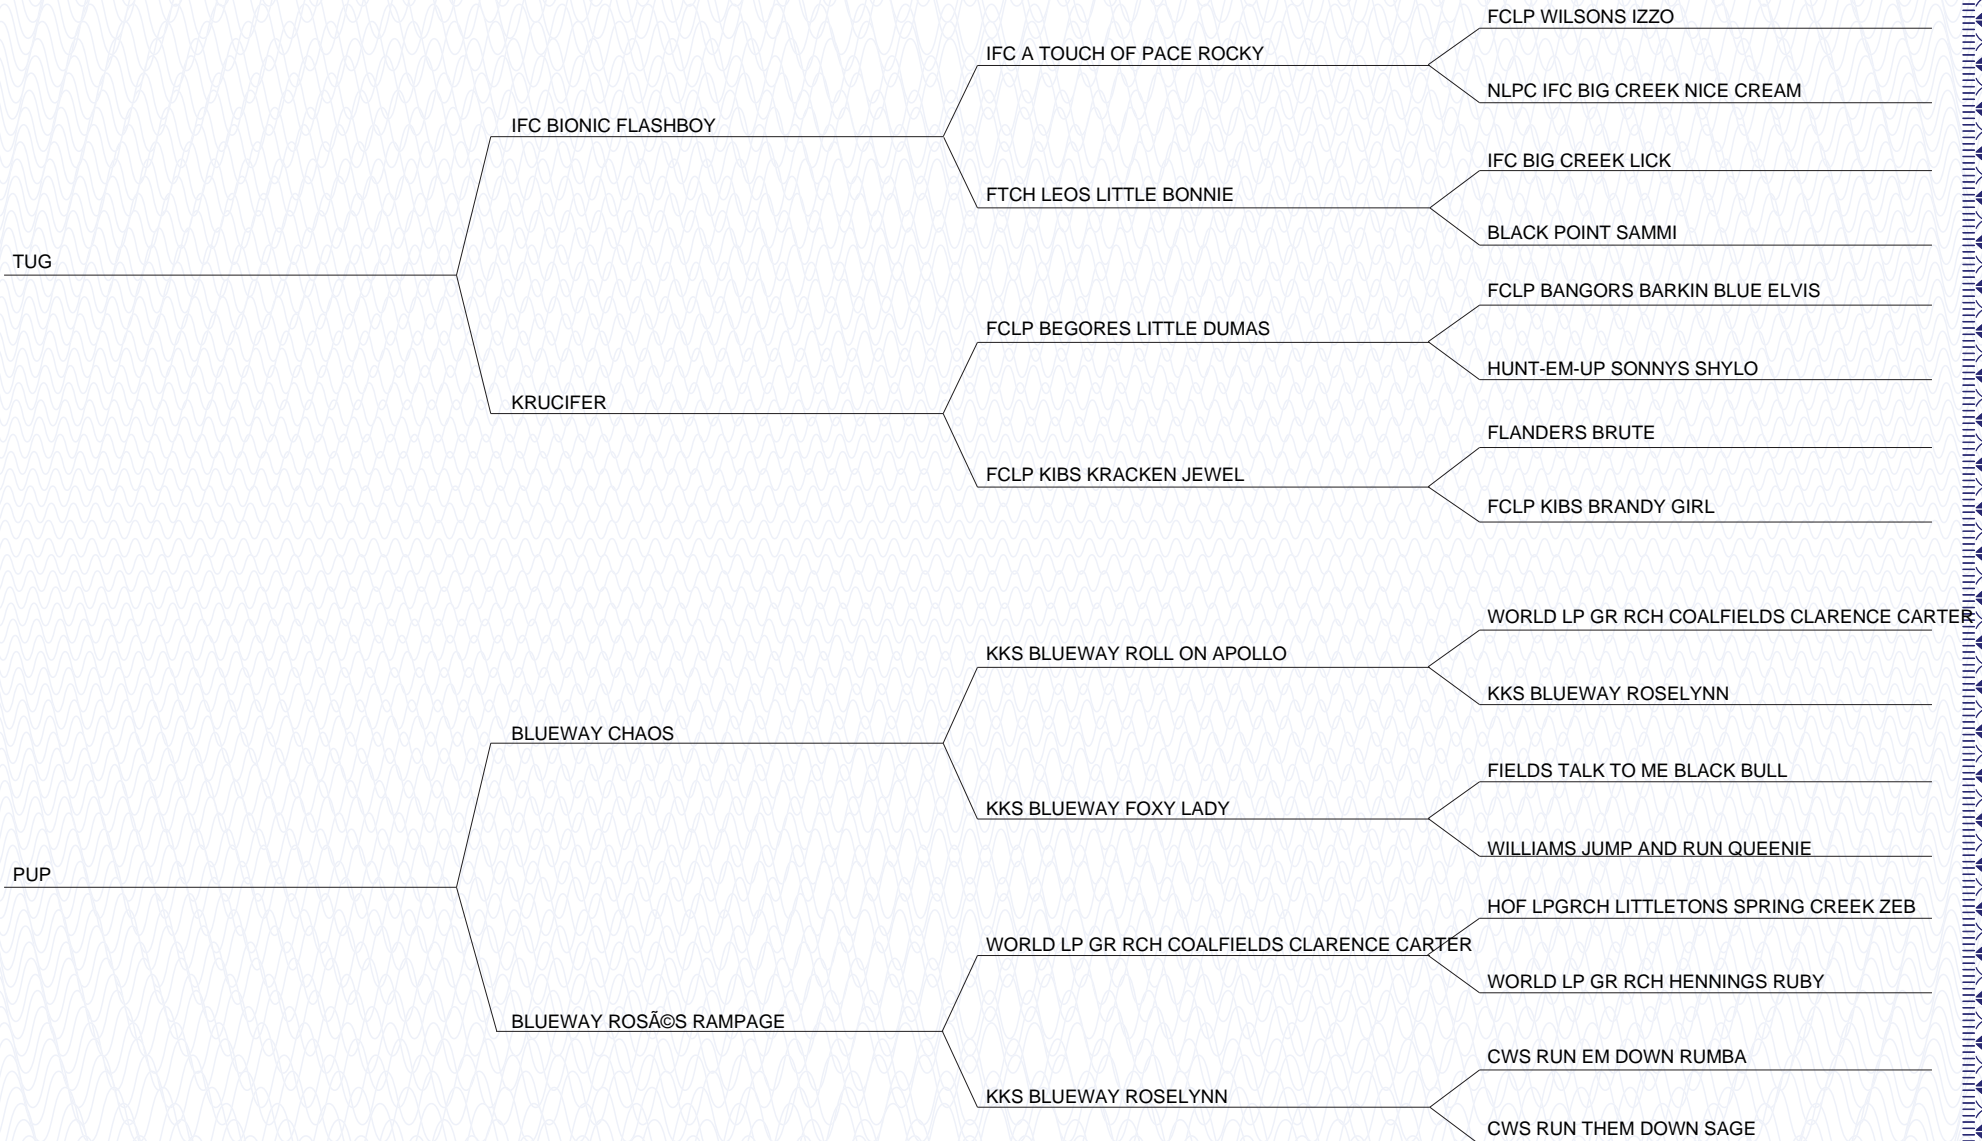 FCLP WILSONS IZZO
IFC A TOUCH OF PACE ROCKY
NLPC IFC BIG CREEK NICE CREAM
IFC BIONIC FLASHBOY
IFC BIG CREEK LICK
FTCH LEOS LITTLE BONNIE
BLACK POINT SAMMI
TUG
FCLP BANGORS BARKIN BLUE ELVIS
FCLP BEGORES LITTLE DUMAS
HUNT-EM-UP SONNYS SHYLO
KRUCIFER
FLANDERS BRUTE
FCLP KIBS KRACKEN JEWEL
FCLP KIBS BRANDY GIRL
WORLD LP GR RCH COALFIELDS CLARENCE CARTER
KKS BLUEWAY ROLL ON APOLLO
KKS BLUEWAY ROSELYNN
BLUEWAY CHAOS
FIELDS TALK TO ME BLACK BULL
KKS BLUEWAY FOXY LADY
WILLIAMS JUMP AND RUN QUEENIE
PUP
HOF LPGRCH LITTLETONS SPRING CREEK ZEB
WORLD LP GR RCH COALFIELDS CLARENCE CARTER
WORLD LP GR RCH HENNINGS RUBY
BLUEWAY ROSÃ©S RAMPAGE
CWS RUN EM DOWN RUMBA
KKS BLUEWAY ROSELYNN
CWS RUN THEM DOWN SAGE